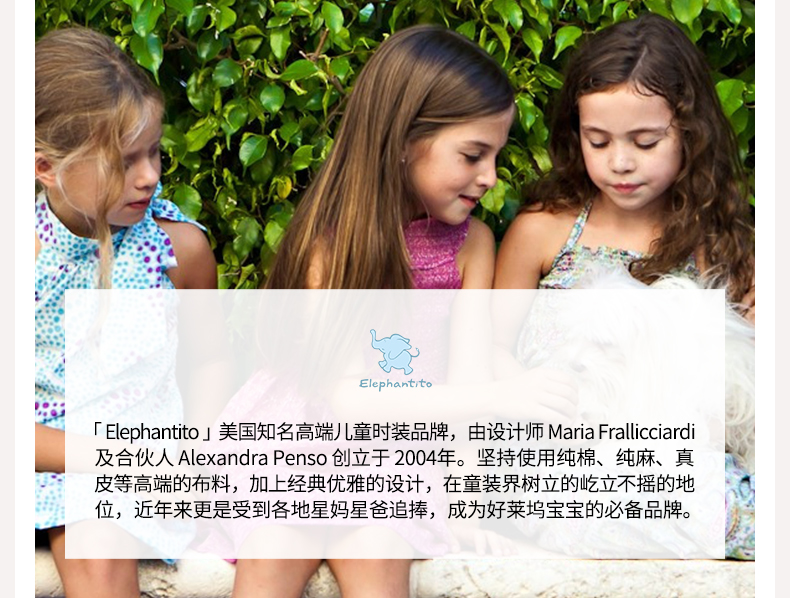 Elephantito
「Elephantito」美国知名高端儿童时装品牌，由设计师 Maria Frallicciardi
及合伙人 Alexandra Penso 创立于 2004年。坚持使用纯棉、纯麻、真
皮等高端的布料，加上经典优雅的设计，在童装界树立的屹立不摇的地
位，近年来更是受到各地星妈星爸追捧，成为好莱坞宝宝的必备品牌。